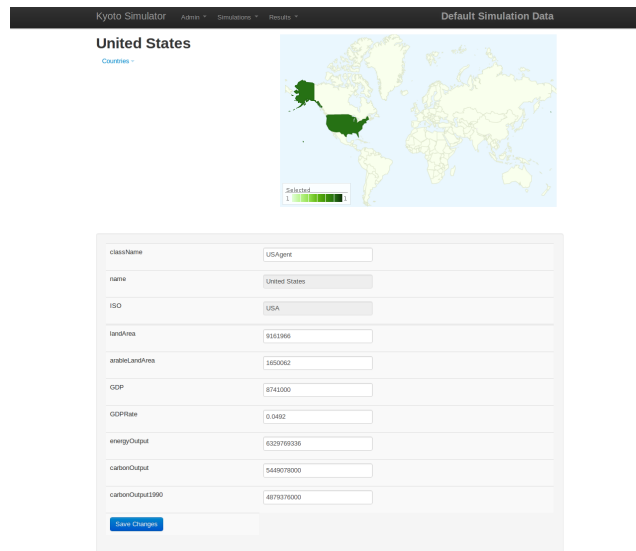 Kyoto Simulator Admin Simulations Results Default Simulation Data
United States
Countries
Selected
1 1
className USAgent
name United States
ISO USA
landArea 9161966
arableLandArea 1650062
GDP 8741000
GDPRate 0.0492
energyOutput 6329769336
carbonOutput 5449078000
carbonOutput1990 4879376000
Save Changes